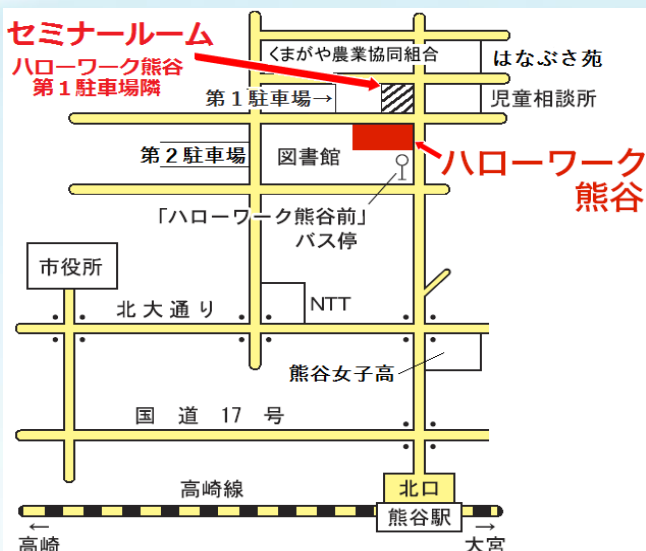 セミナールーム
ハローワーク熊谷
第１駐車場隣
くまがや農業協同組合
はなぶさ苑
第１駐車場→
児童相談所
第２駐車場
図書館
ハローワーク
熊谷
「ハローワーク熊谷前」
バス停
市役所
北大通り
NTT
熊谷女子高
国道17号
高崎線
北口
熊谷駅
←
高崎
→
大宮